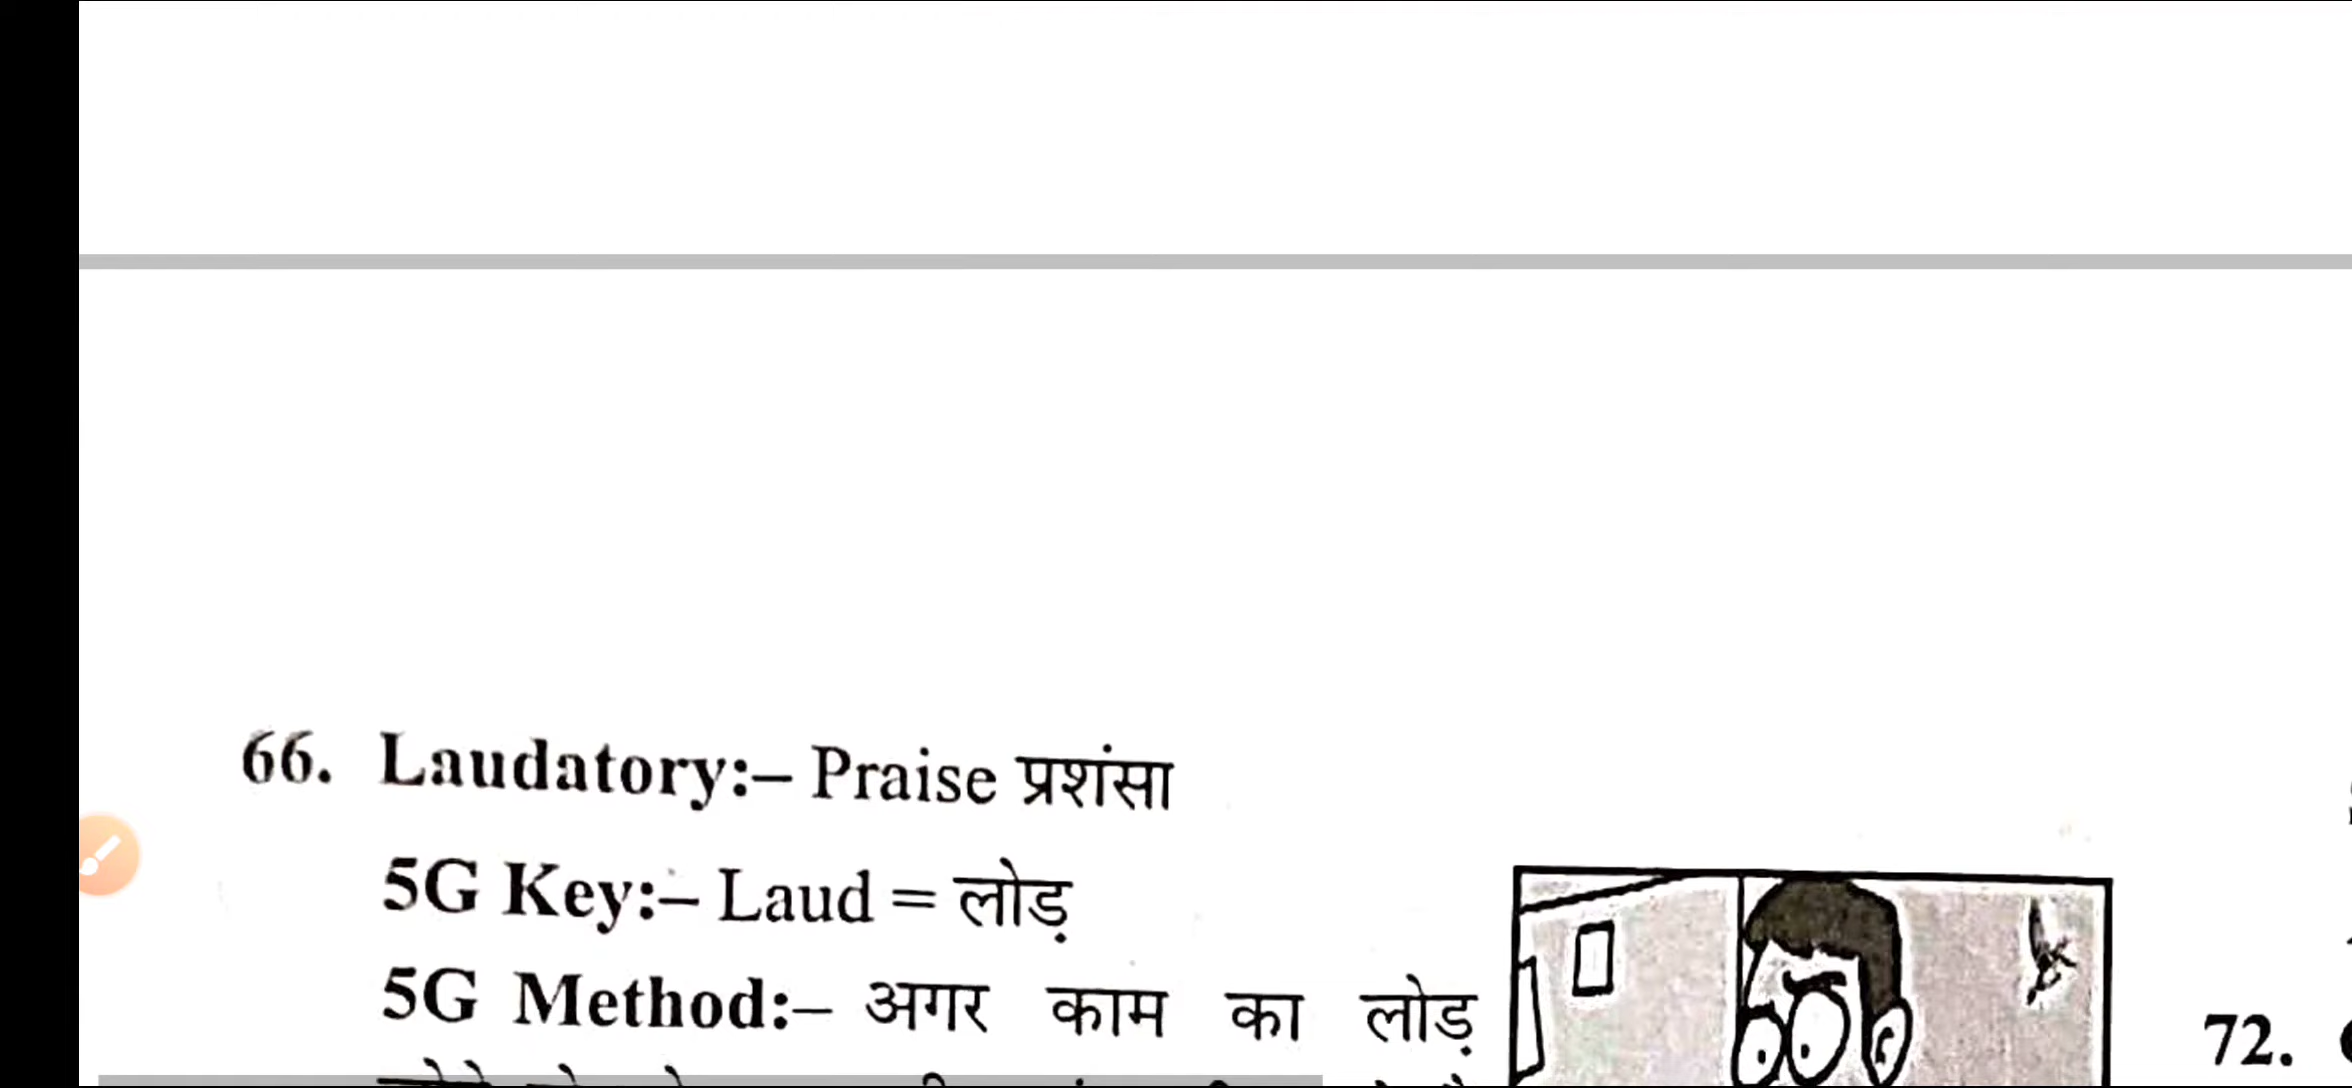 66. Laudatory:– Praise प्रशंसा
5G Key:– Laud = लोड़
5G Method:– अगर काम का लोड़
72.